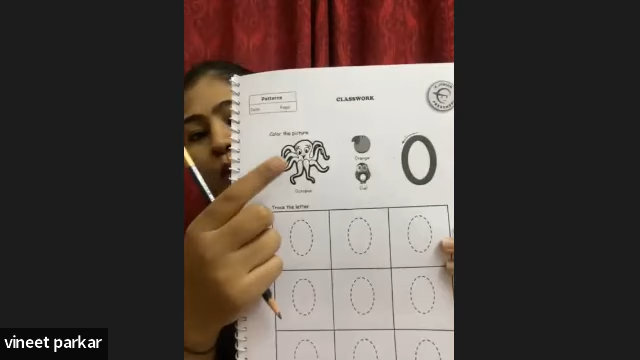 Patterns
CLASSWORK
Color the picture
Octopus
Orange
Owl
O
Trace the letter
O O O
O O O
O O O
vineet parkar